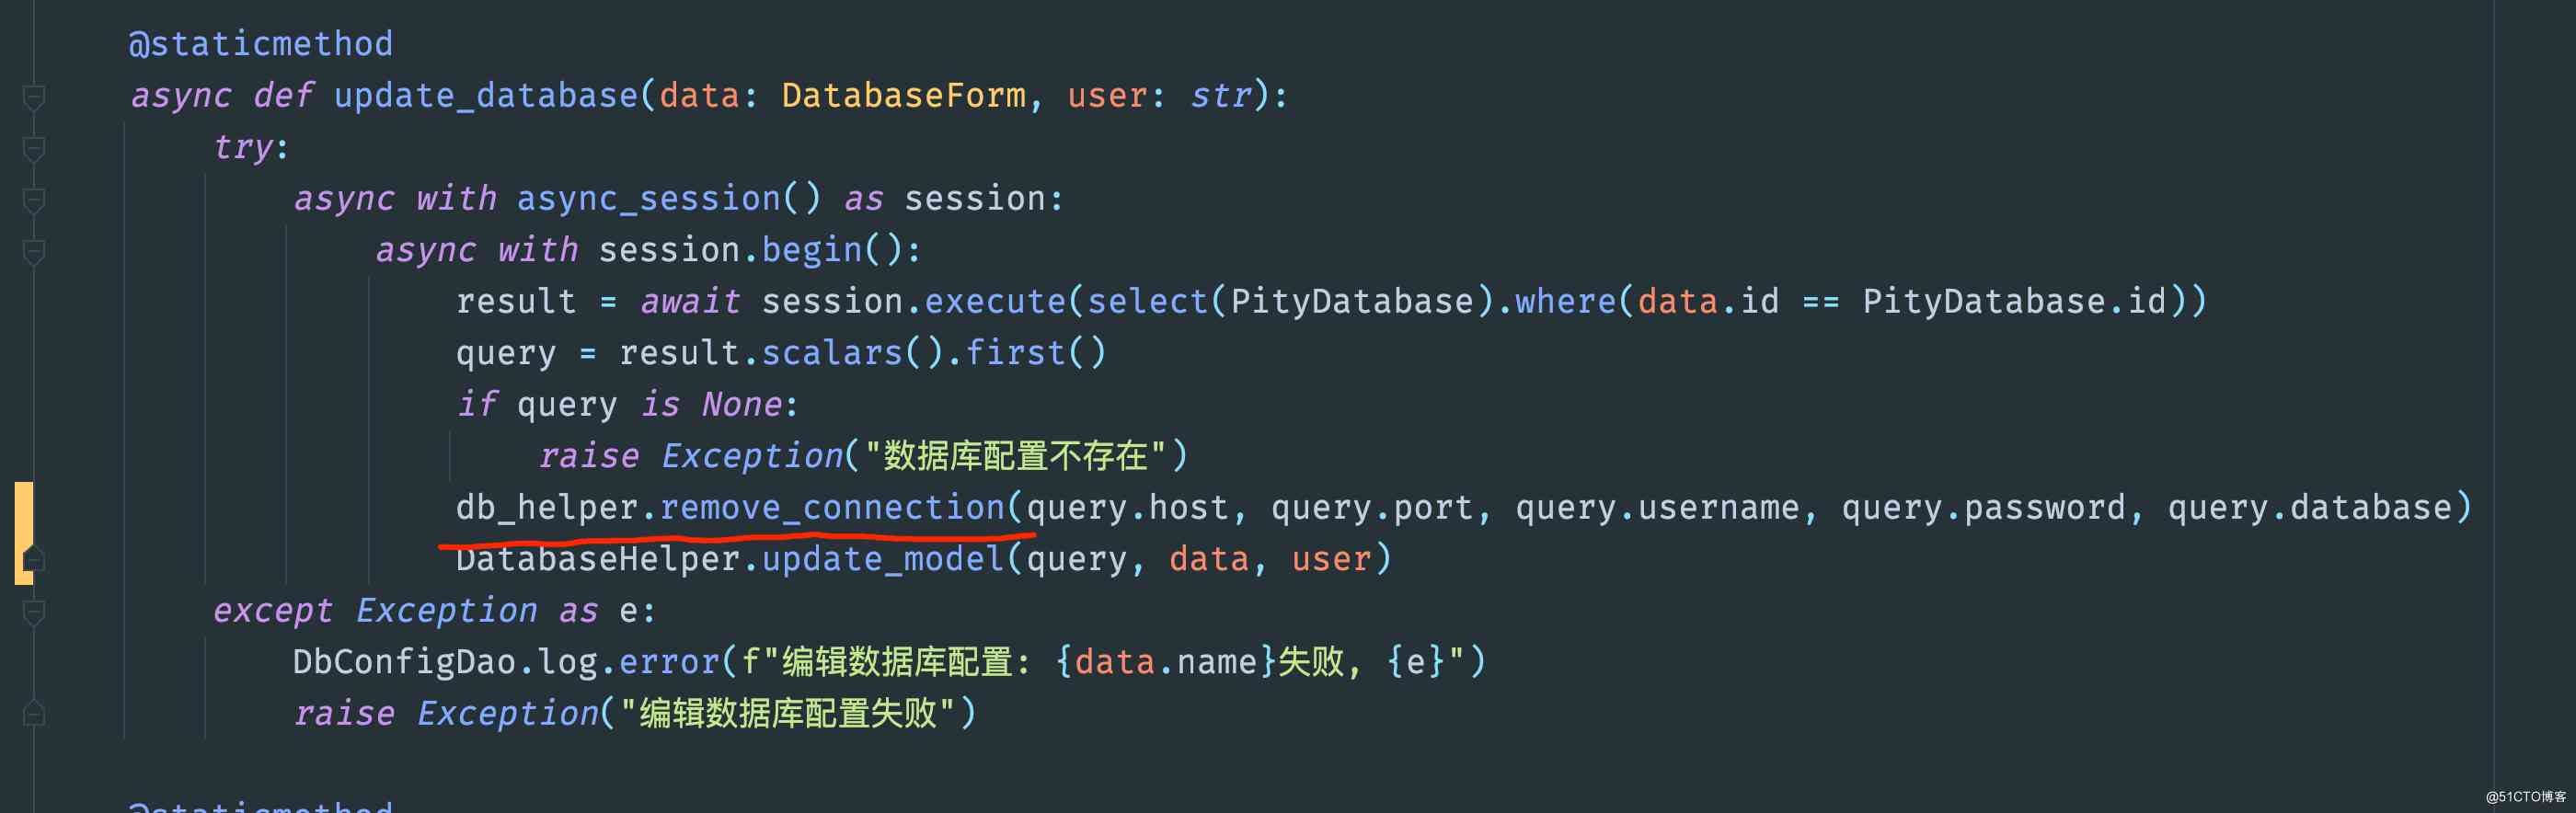 @staticmethod
async def update_database(data: DatabaseForm, user: str):
try:
async with async_session() as session:
async with session.begin():
result = await session.execute(select(PityDatabase).where(data.id == PityDatabase.id))
query = result.scalars().first()
if query is None:
raise Exception("数据库配置不存在")
db_helper.remove_connection(query.host, query.port, query.username, query.password, query.database)
DatabaseHelper.update_model(query, data, user)
except Exception as e:
DbConfigDao.log.error(f"编辑数据库配置: {data.name}失败, {e}")
raise Exception("编辑数据库配置失败")
@staticmethod
@51CTO博客